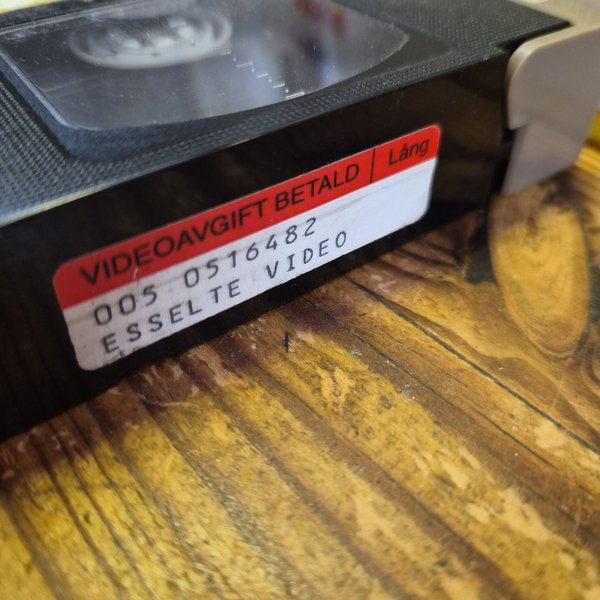 VIDEOAVGIFT BETALD | Lång
005 0516482
ESSELTE VIDEO